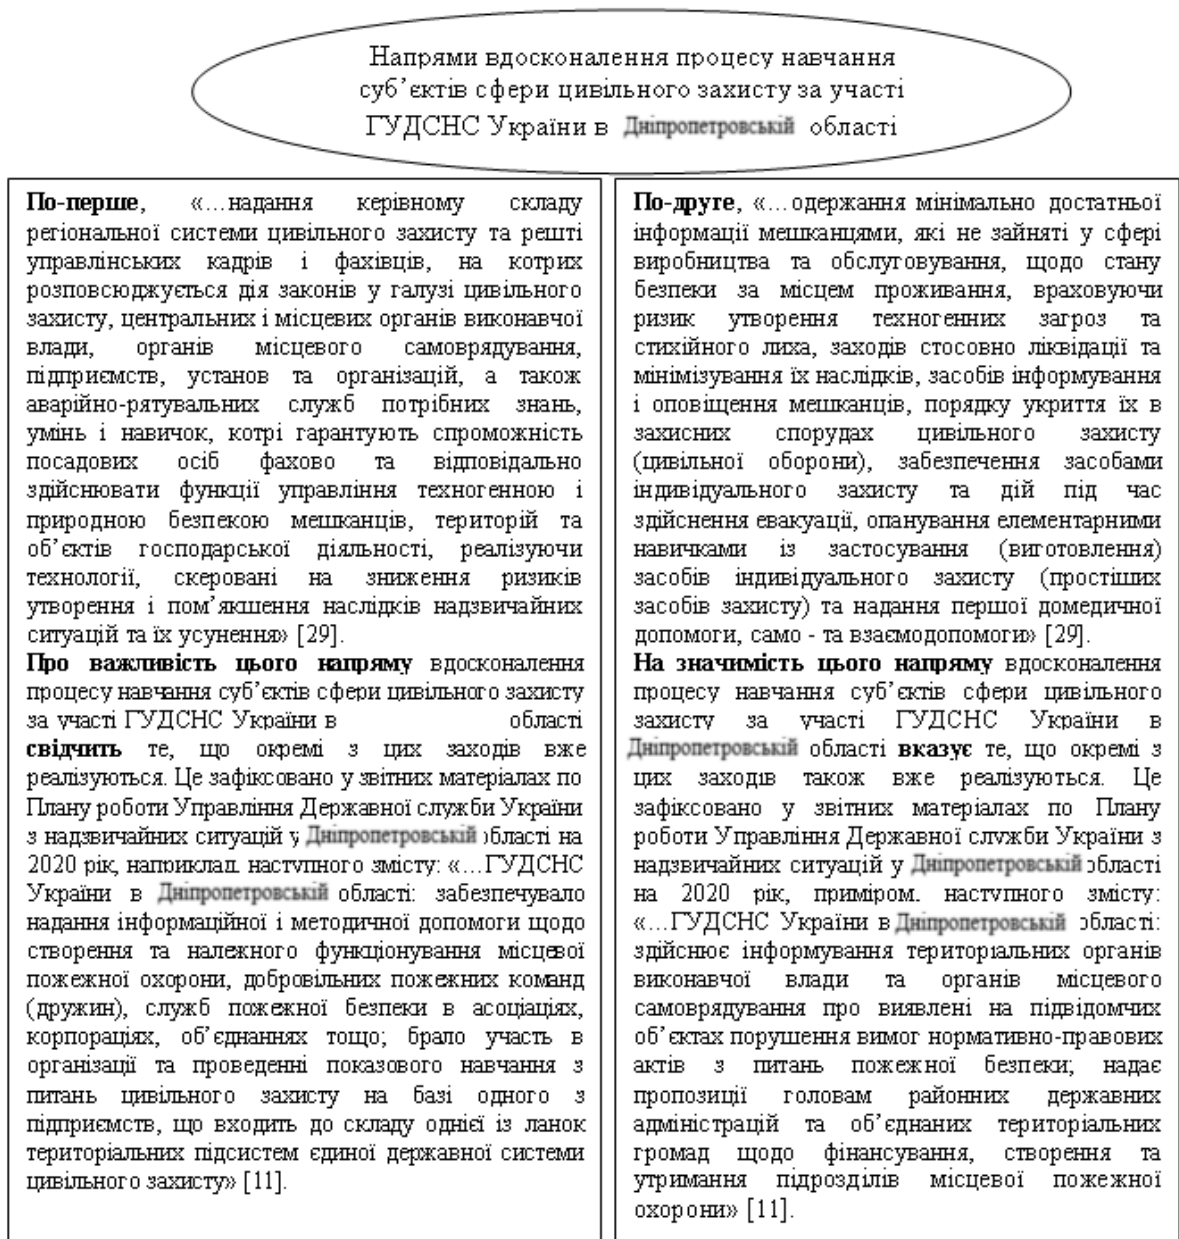 Напрями вдосконалення процесу навчання
суб’єктів сфери цивільного захисту за участі
ГУДСНС України в Дніпропетровській області
По-перше, «…надання керівному складу
регіональної системи цивільного захисту та решті
управлінських кадрів і фахівців, на котрих
розповсюджується дія законів у галузі цивільного
захисту, центральних і місцевих органів виконавчої
влади, органів місцевого самоврядування,
підприємств, установ та організацій, а також
аварійно-рятувальних служб потрібних знань,
умінь і навичок, котрі гарантують спроможність
посадових осіб фахово та відповідально
здійснювати функції управління техногенною і
природною безпекою мешканців, територій та
об’єктів господарської діяльності, реалізуючи
технології, скеровані на зниження ризиків
утворення і пом’якшення наслідків надзвичайних
ситуацій та їх усунення» [29].
Про важливість цього напряму вдосконалення
процесу навчання суб’єктів сфери цивільного захисту
за участі ГУДСНС України в області
свідчить те, що окремі з цих заходів вже
реалізуються. Це зафіксовано у звітних матеріалах по
Плану роботи Управління Державної служби України
з надзвичайних ситуацій у Дніпропетровській області на
2020 рік, наприклад, наступного змісту: «…ГУДСНС
України в Дніпропетровській області: забезпечувало
надання інформаційної і методичної допомоги щодо
створення та належного функціонування місцевої
пожежної охорони, добровільних пожежних команд
(дружин), служб пожежної безпеки в асоціаціях,
корпораціях, об’єднаннях тощо; брало участь в
організації та проведенні показового навчання з
питань цивільного захисту на базі одного з
підприємств, що входить до складу однієї із ланок
територіальних підсистем єдиної державної системи
цивільного захисту» [11].
По-друге, «…одержання мінімально достатньої
інформації мешканцями, які не зайняті у сфері
виробництва та обслуговування, щодо стану
безпеки за місцем проживання, враховуючи
ризик утворення техногенних загроз та
стихійного лиха, заходів стосовно ліквідації та
мінімізування їх наслідків, засобів інформування
і оповіщення мешканців, порядку укриття їх в
захисних спорудах цивільного захисту
(цивільної оборони), забезпечення засобами
індивідуального захисту та дій під час
здійснення евакуації, опанування елементарними
навичками із застосування (виготовлення)
засобів індивідуального захисту (простіших
засобів захисту) та надання першої домедичної
допомоги, само - та взаємодопомоги» [29].
На значимість цього напряму вдосконалення
процесу навчання суб’єктів сфери цивільного
захисту за участі ГУДСНС України в
Дніпропетровській області вказує те, що окремі з
цих заходів також вже реалізуються. Це
зафіксовано у звітних матеріалах по Плану
роботи Управління Державної служби України з
надзвичайних ситуацій у Дніпропетровській області
на 2020 рік, приміром, наступного змісту:
«…ГУДСНС України в Дніпропетровській області:
здійснює інформування територіальних органів
виконавчої влади та органів місцевого
самоврядування про виявлені на підвідомчих
об’єктах порушення вимог нормативно-правових
актів з питань пожежної безпеки; надає
пропозиції головам районних державних
адміністрацій та об’єднаних територіальних
громад щодо фінансування, створення та
утримання підрозділів місцевої пожежної
охорони» [11].